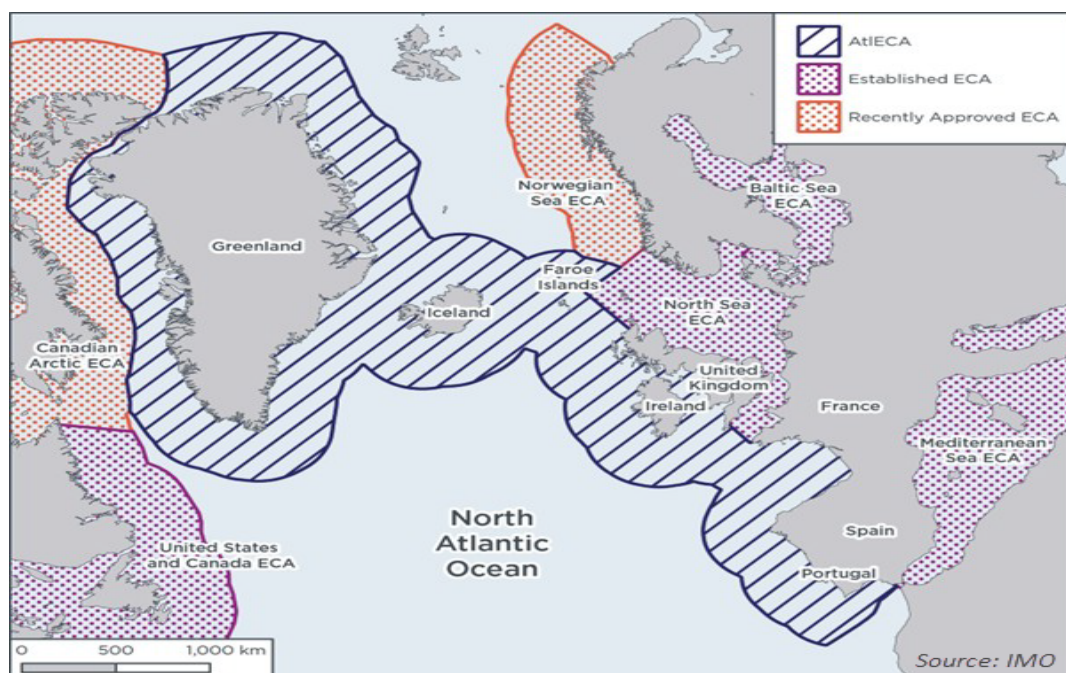 AtlECA
Established ECA
Recently Approved ECA
Norwegian
Sea ECA
Baltic Sea
ECA
Greenland
Faroe
Islands
Iceland
North Sea
ECA
Canadian
Arctic ECA
United
Kingdom
Ireland
France
Mediterranean
Sea ECA
North
Atlantic
Ocean
Spain
United States
and Canada ECA
Portugal
0 500 1,000 km
Source: IMO